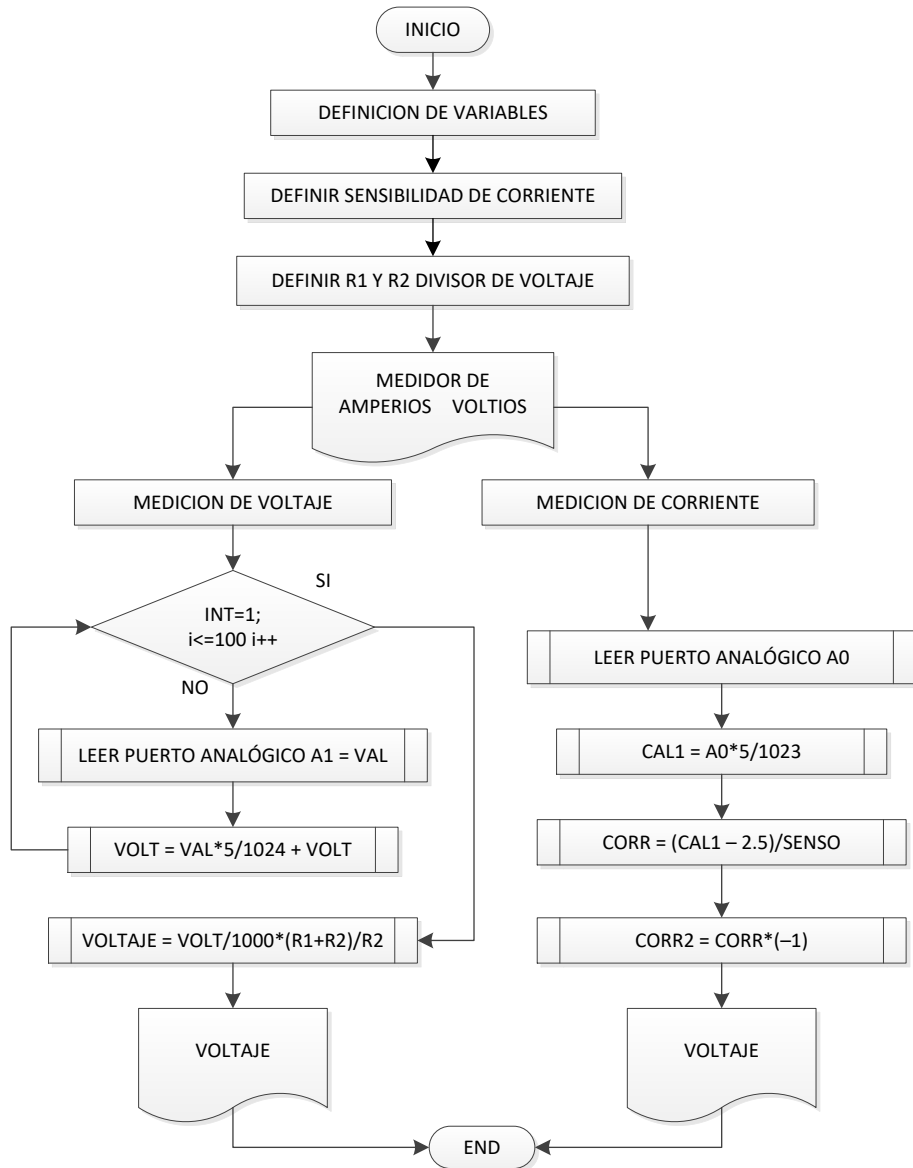 INICIO
DEFINICION DE VARIABLES
DEFINIR SENSIBILIDAD DE CORRIENTE
DEFINIR R1 Y R2 DIVISOR DE VOLTAJE
MEDIDOR DE
AMPERIOS VOLTIOS
MEDICION DE VOLTAJE
SI
INT=1;
i<=100 i++
NO
LEER PUERTO ANALÓGICO A1 = VAL
VOLT = VAL*5/1024 + VOLT
VOLTAJE = VOLT/1000*(R1+R2)/R2
VOLTAJE
MEDICION DE CORRIENTE
LEER PUERTO ANALÓGICO A0
CAL1 = A0*5/1023
CORR = (CAL1 – 2.5)/SENSO
CORR2 = CORR*(–1)
VOLTAJE
END